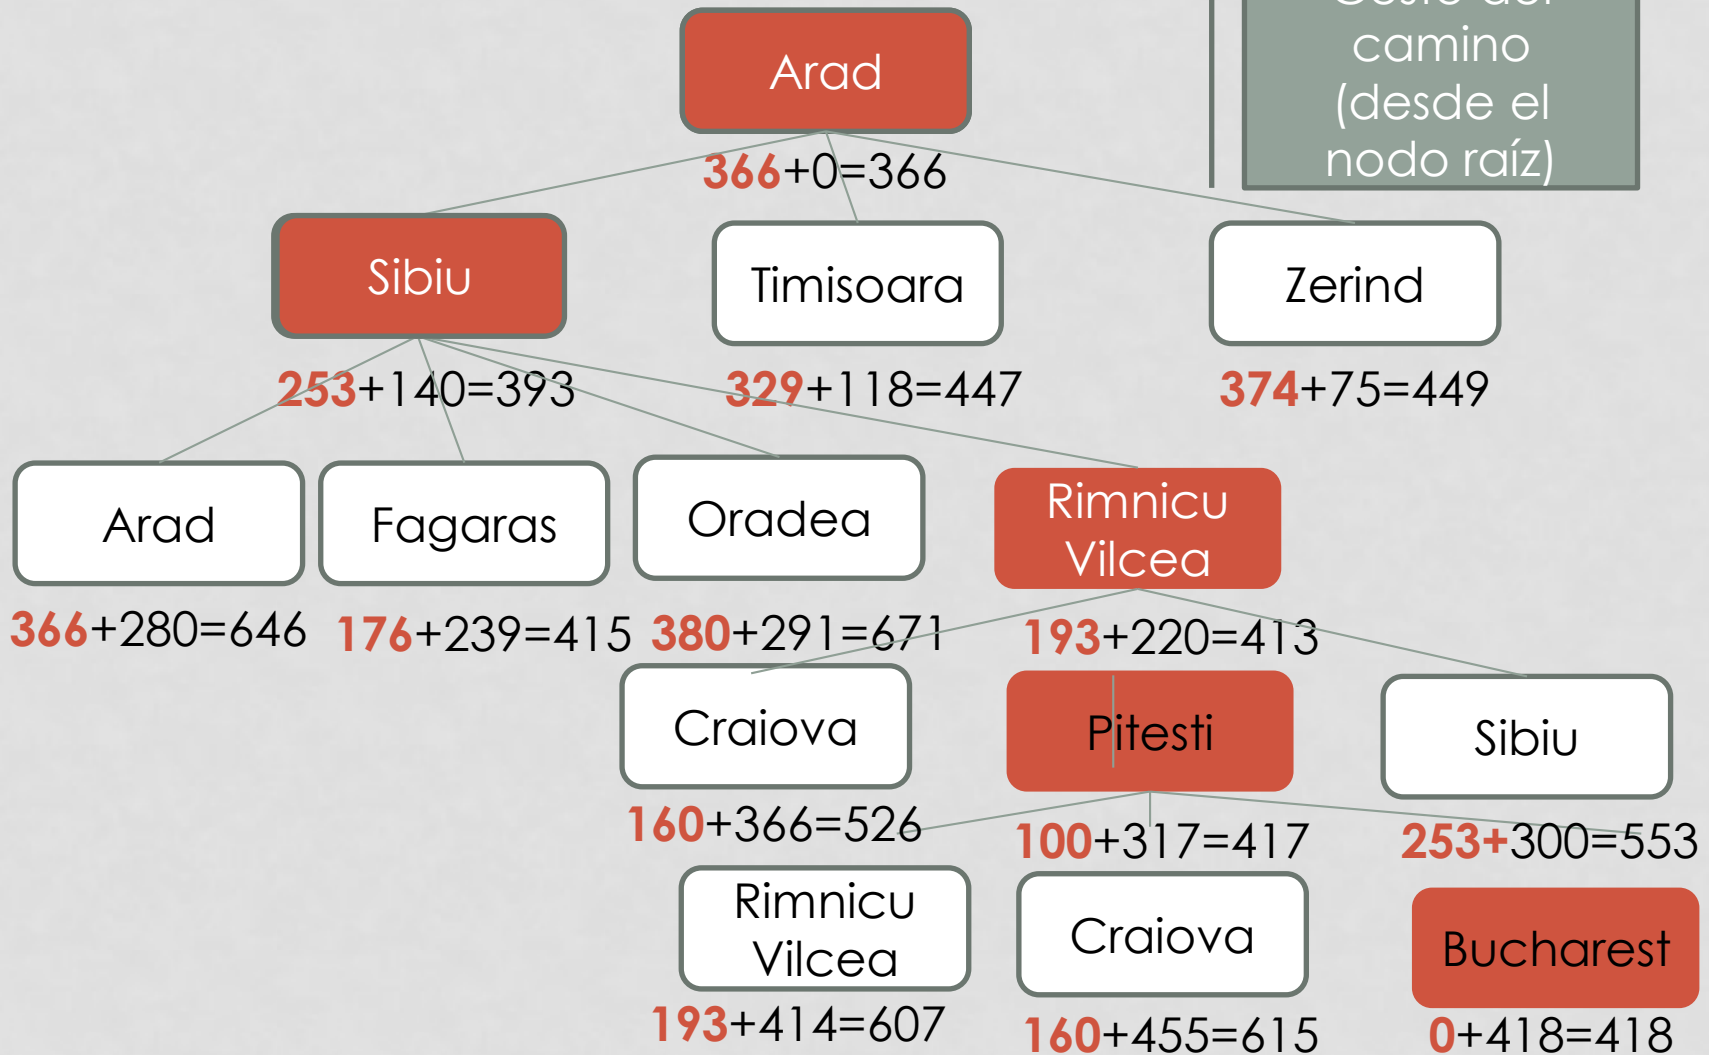 camino
(desde el
nodo raíz)
Arad
366+0=366
Sibiu
Timisoara
Zerind
253+140=393
329+118=447
374+75=449
Arad
Fagaras
Oradea
Rimnicu
Vilcea
366+280=646
176+239=415
380+291=671
193+220=413
Craiova
Pitesti
Sibiu
160+366=526
100+317=417
253+300=553
Rimnicu
Vilcea
Craiova
Bucharest
193+414=607
160+455=615
0+418=418